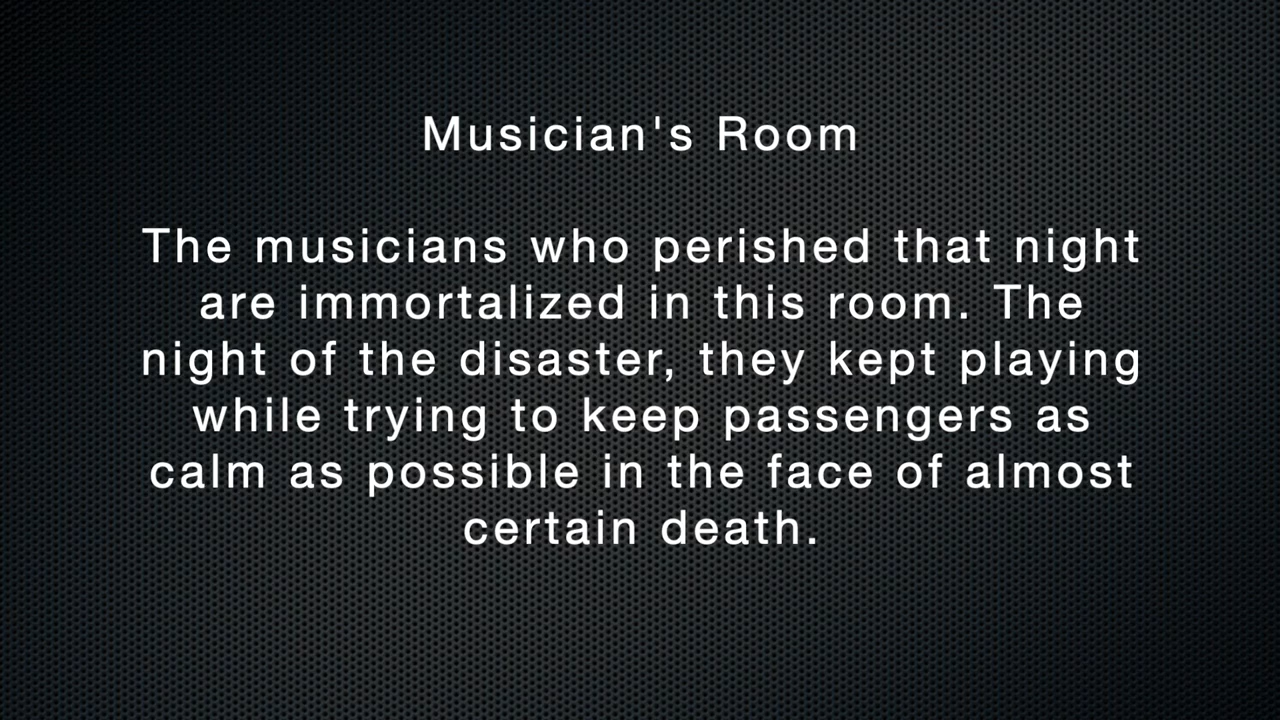 Musician's Room
The musicians who perished that night
are immortalized in this room. The
night of the disaster, they kept playing
while trying to keep passengers as
calm as possible in the face of almost
certain death.